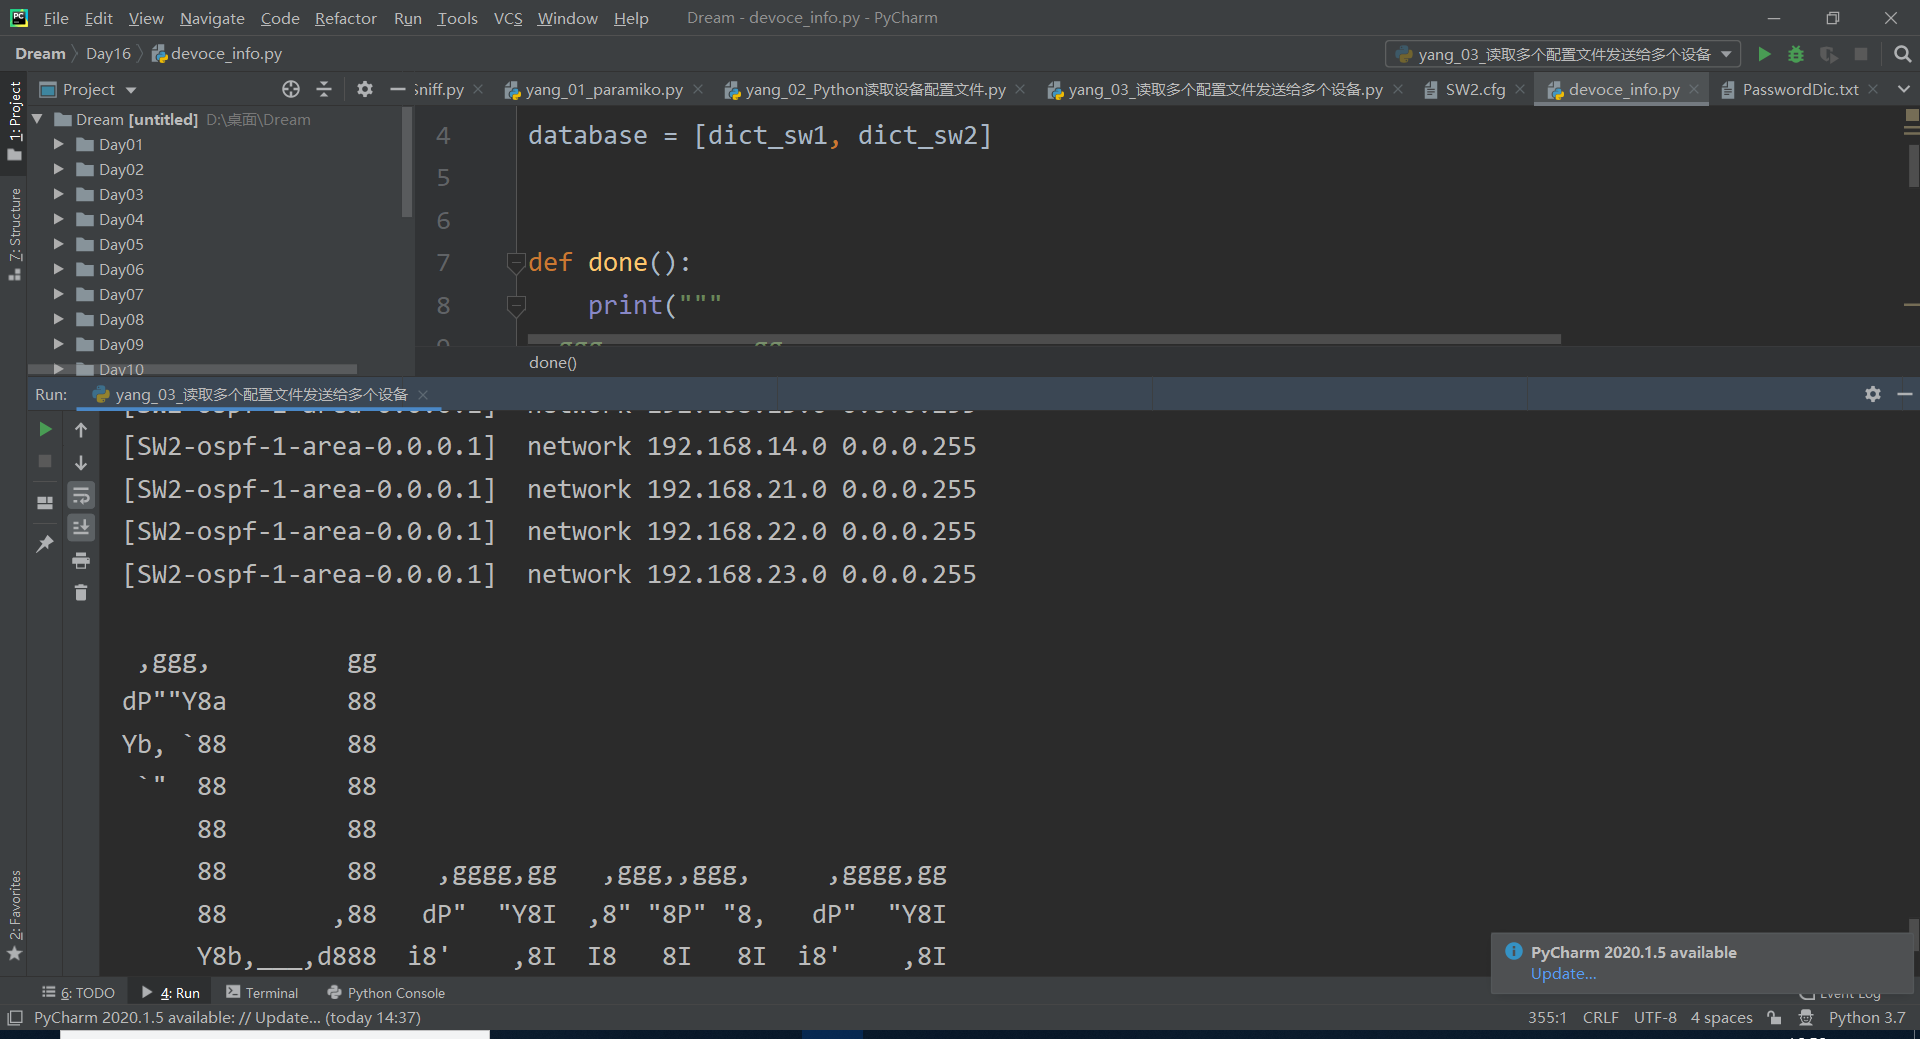 File Edit View Navigate Code Refactor Run Tools VCS Window Help Dream - devoce_info.py - PyCharm
Dream Day16 devoce_info.py yang_03_读取多个配置文件发送给多个设备
1: Project
Project
Sniff.py yang_01_paramiko.py yang_02_Python读取设备配置文件.py yang_03_读取多个配置文件发送给多个设备.py SW2.cfg devoce_info.py PasswordDic.txt
Dream [untitled] D:\桌面\Dream
Day01
Day02
Day03
Day04
Day05
Day06
Day07
Day08
Day09
Day10
7: Structure
4 database = [dict_sw1, dict_sw2]
5
6
7 def done():
8     print("""
9
done()
Run: yang_03_读取多个配置文件发送给多个设备
[SW2-ospf-1-area-0.0.0.1]  network 192.168.14.0 0.0.0.255
[SW2-ospf-1-area-0.0.0.1]  network 192.168.21.0 0.0.0.255
[SW2-ospf-1-area-0.0.0.1]  network 192.168.22.0 0.0.0.255
[SW2-ospf-1-area-0.0.0.1]  network 192.168.23.0 0.0.0.255
 ,ggg,         gg
dP""Y8a        88
Yb, `88        88
 `"  88        88
     88        88
     88        88    ,gggg,gg   ,ggg,,ggg,     ,gggg,gg
     88       ,88   dP"  "Y8I  ,8" "8P" "8,   dP"  "Y8I
     Y8b,___,d888  i8'    ,8I  I8   8I   8I  i8'    ,8I
2: Favorites
PyCharm 2020.1.5 available
Update...
6: TODO 4: Run Terminal Python Console Event Log
PyCharm 2020.1.5 available: // Update... (today 14:37) 355:1 CRLF UTF-8 4 spaces Python 3.7